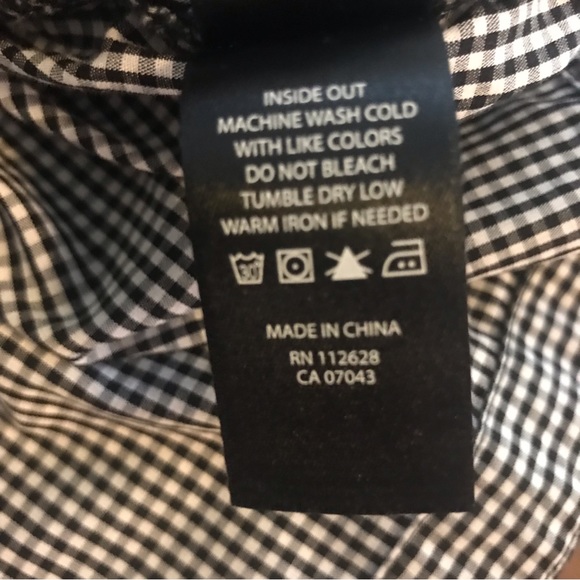 INSIDE OUT
MACHINE WASH COLD
WITH LIKE COLORS
DO NOT BLEACH
TUMBLE DRY LOW
WARM IRON IF NEEDED
30
MADE IN CHINA
RN 112628
CA 07043